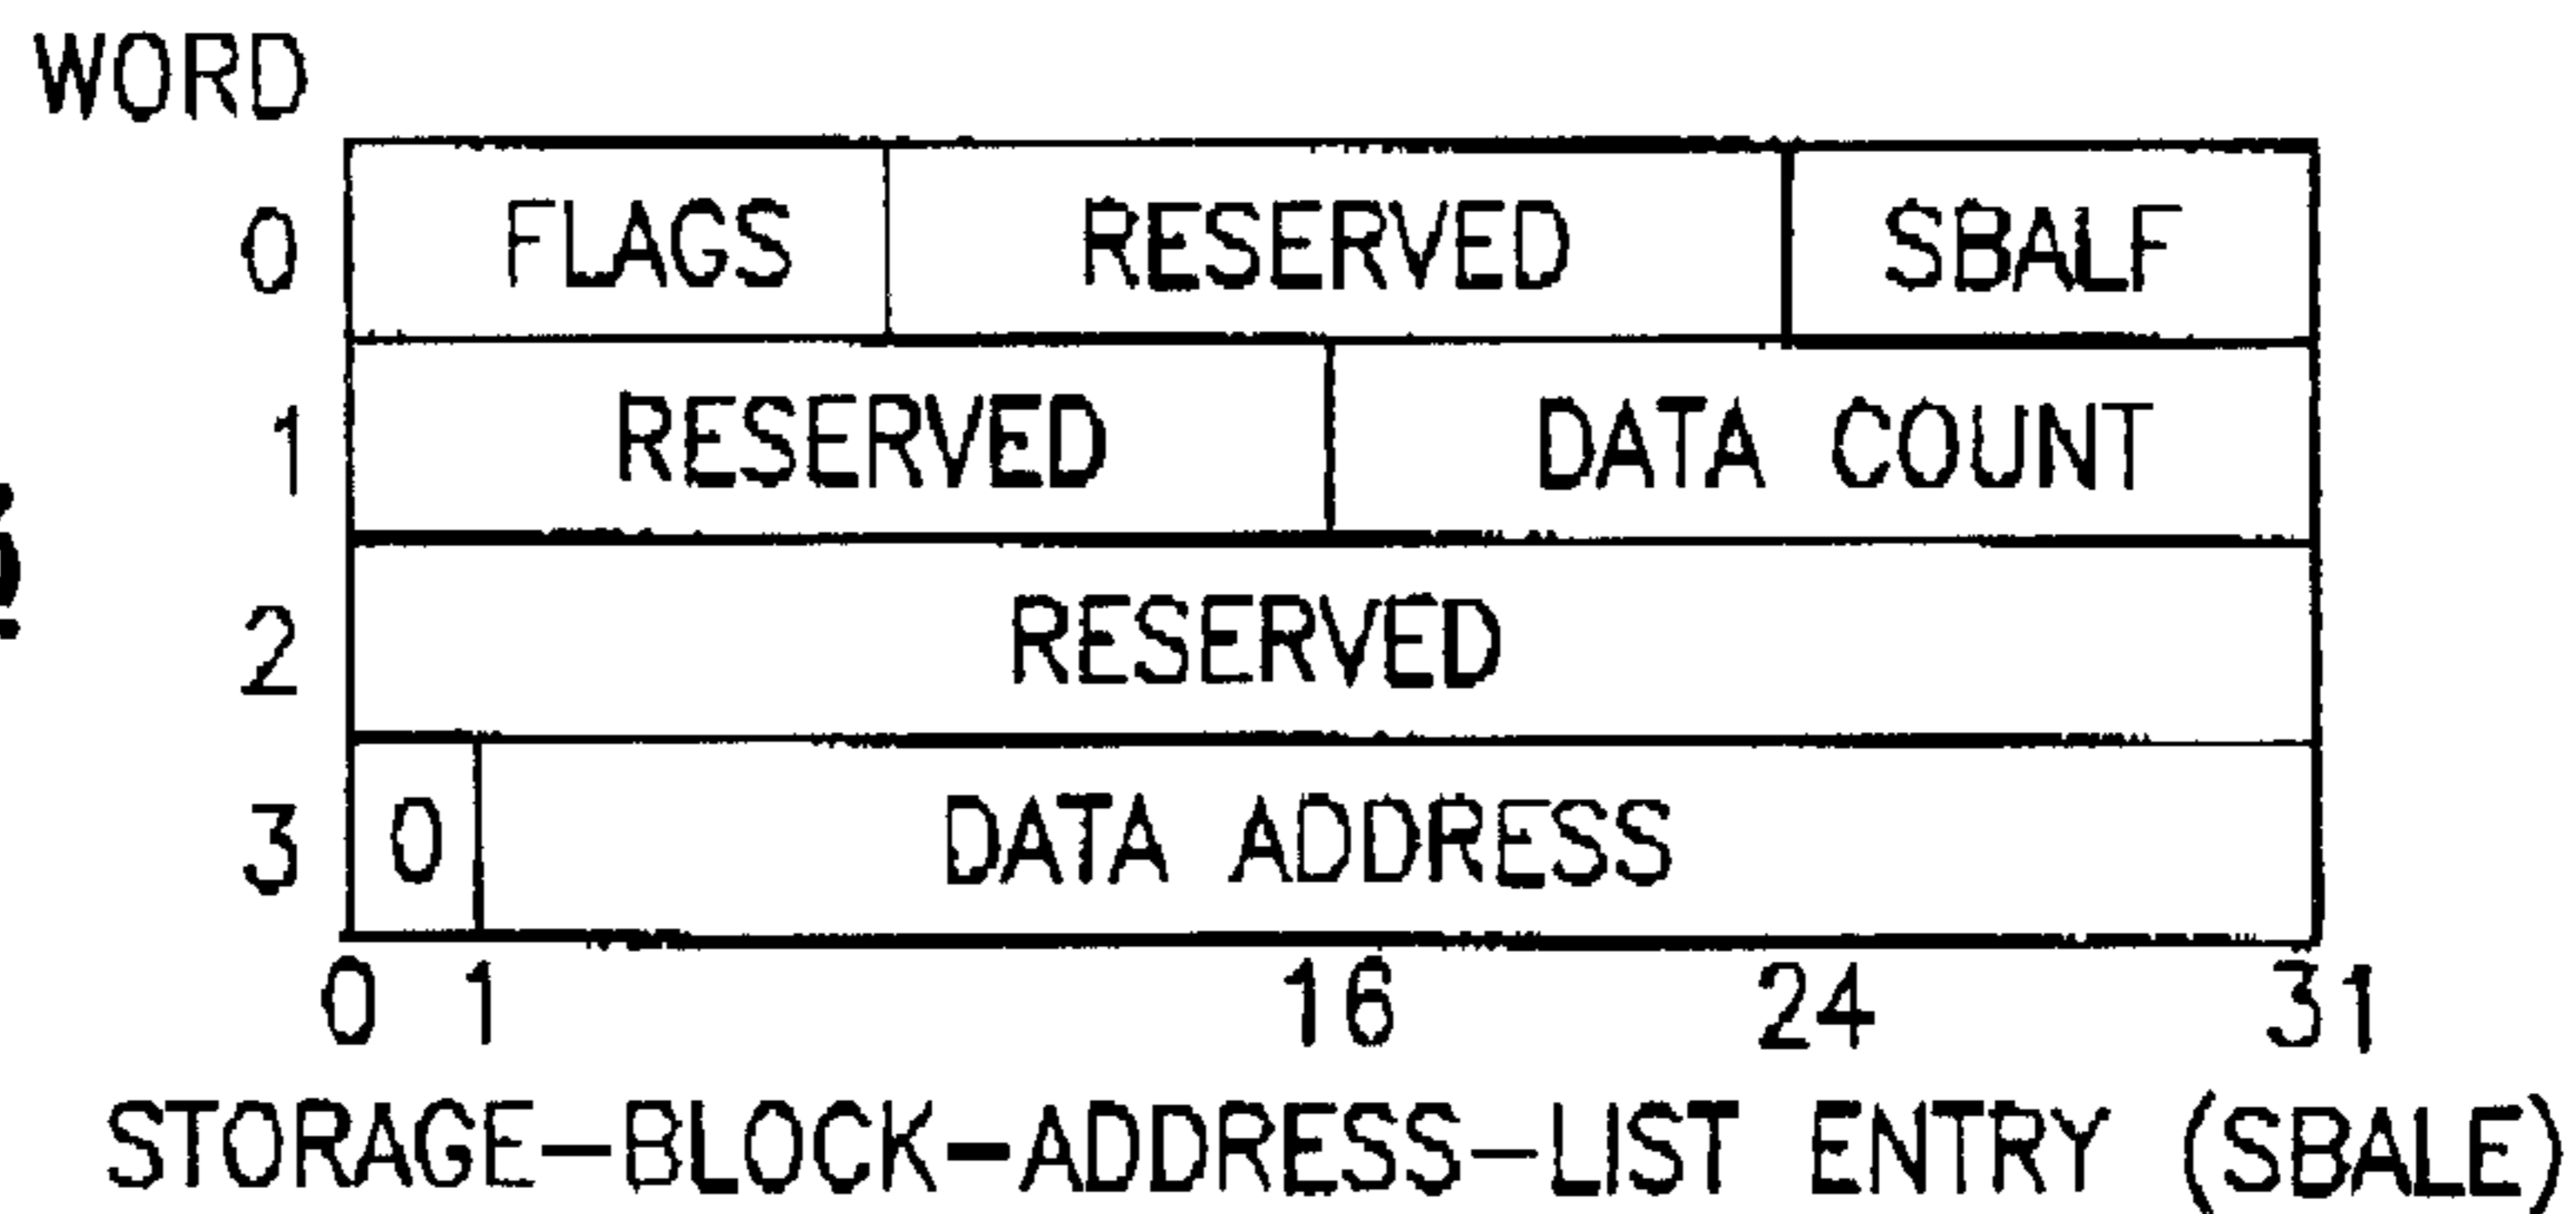 WORD
0 FLAGS RESERVED SBALF
1 RESERVED DATA COUNT
2 RESERVED
3 0 DATA ADDRESS
0 1 16 24 31
STORAGE-BLOCK-ADDRESS-LIST ENTRY (SBALE)